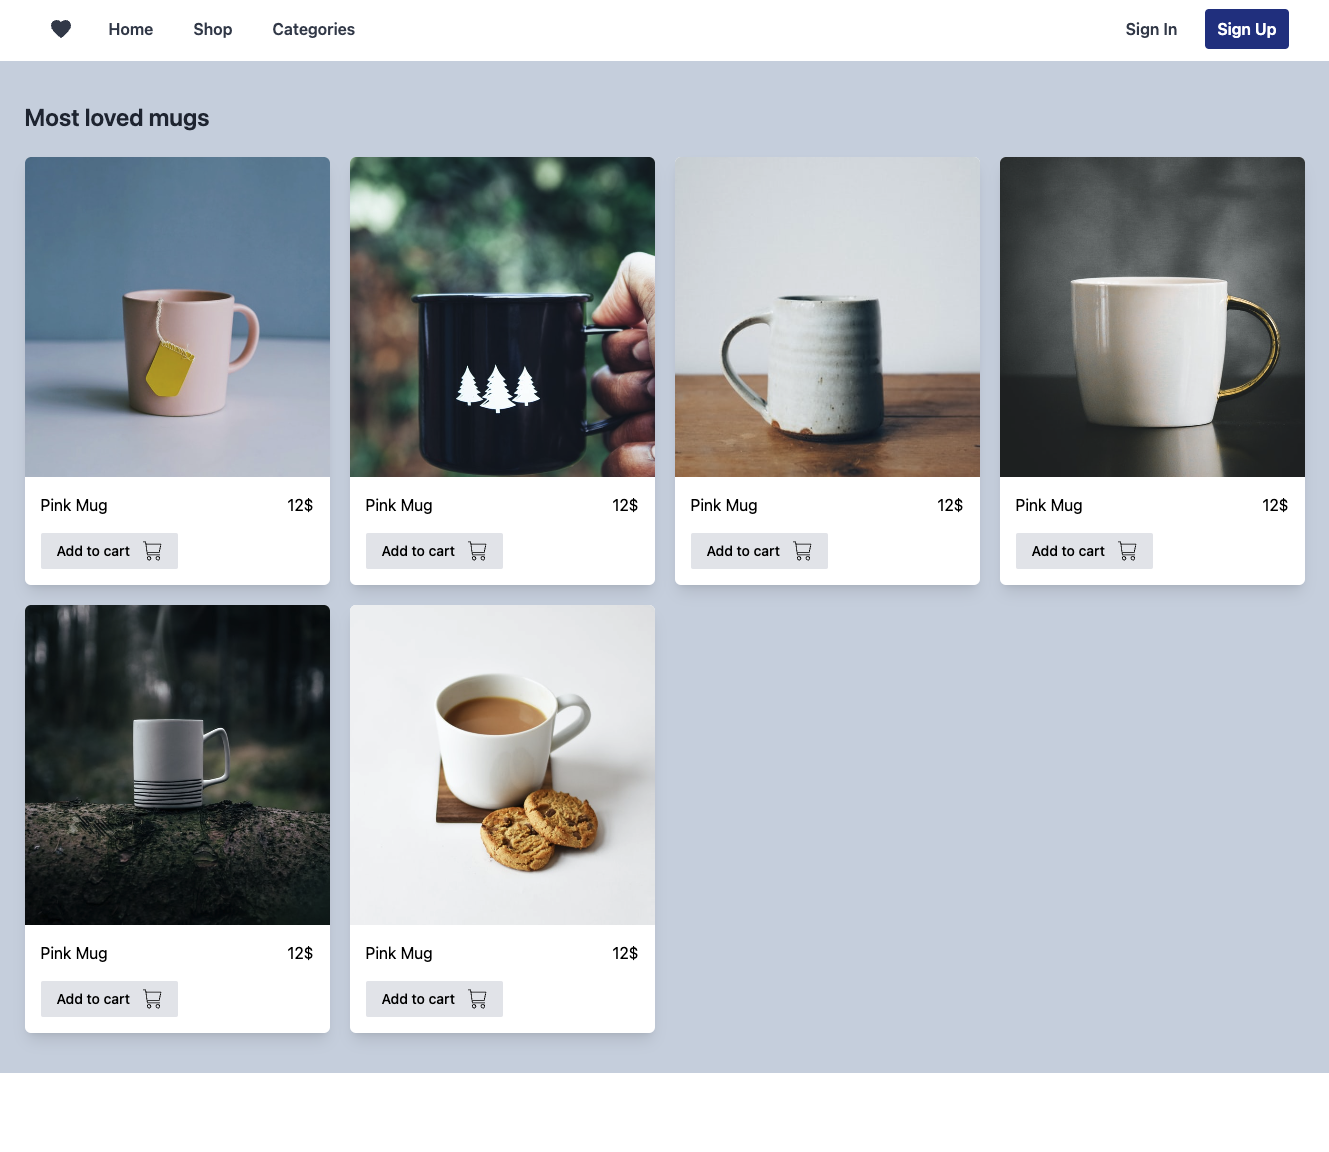 Home Shop Categories Sign In Sign Up
Most loved mugs
Pink Mug 12$ Pink Mug 12$ Pink Mug 12$ Pink Mug 12$
Add to cart Add to cart Add to cart Add to cart
Pink Mug 12$ Pink Mug 12$
Add to cart Add to cart